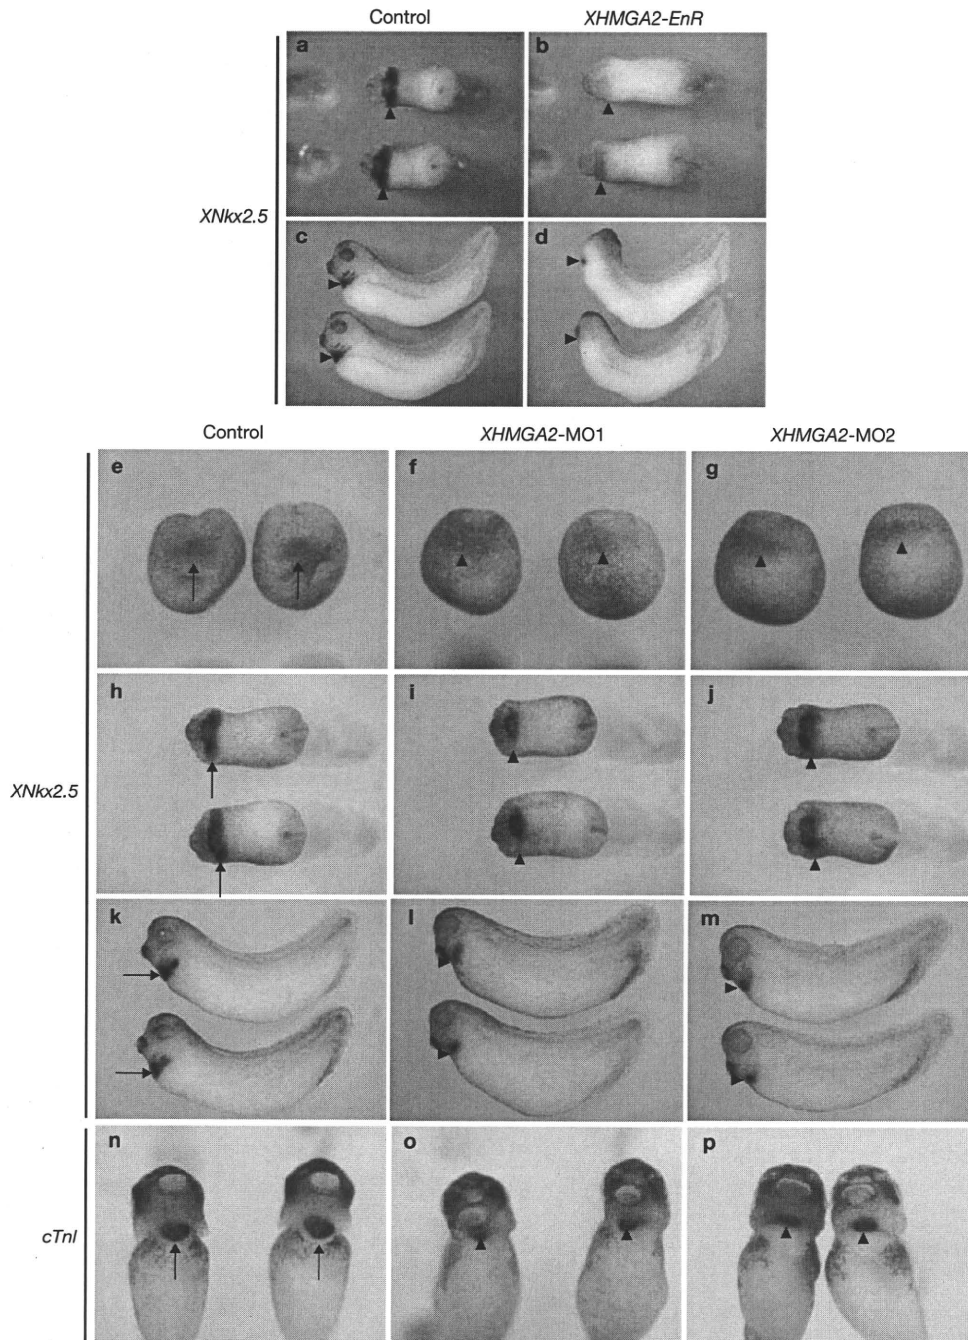 Control XHMGA2-EnR
a b
XNkx2.5
c d
Control XHMGA2-MO1 XHMGA2-MO2
e f g
h i j
XNkx2.5
k l m
n o p
cTnI